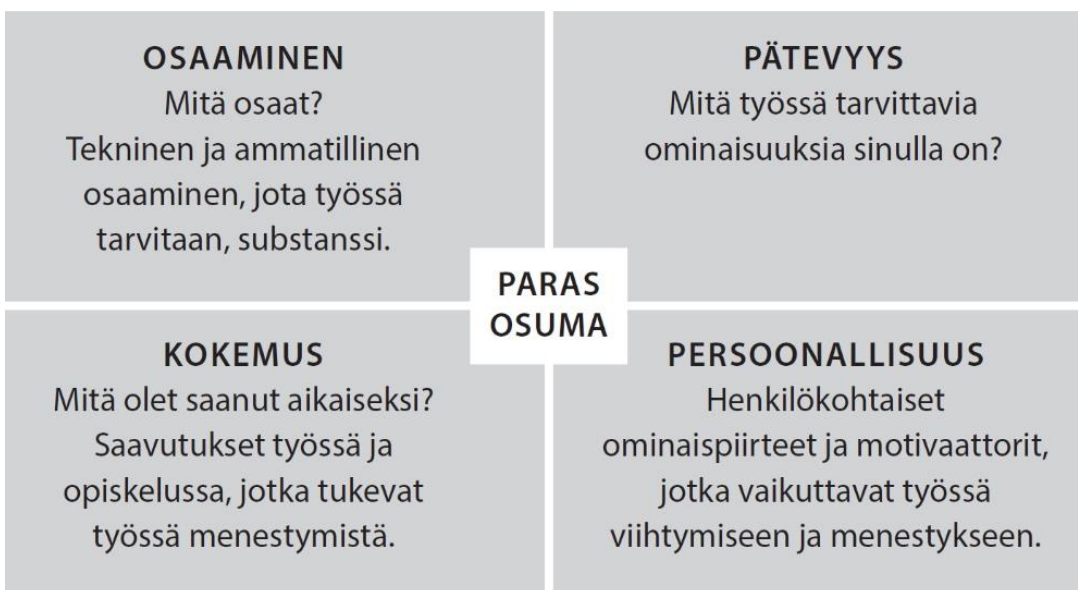 OSAAMINEN
Mitä osaat?
Tekninen ja ammatillinen
osaaminen, jota työssä
tarvitaan, substanssi.
PÄTEVYYS
Mitä työssä tarvittavia
ominaisuuksia sinulla on?
PARAS
OSUMA
KOKEMUS
Mitä olet saanut aikaiseksi?
Saavutukset työssä ja
opiskelussa, jotka tukevat
työssä menestymistä.
PERSOONALLISUUS
Henkilökohtaiset
ominaispiirteet ja motivaattorit,
jotka vaikuttavat työssä
viihtymiseen ja menestykseen.